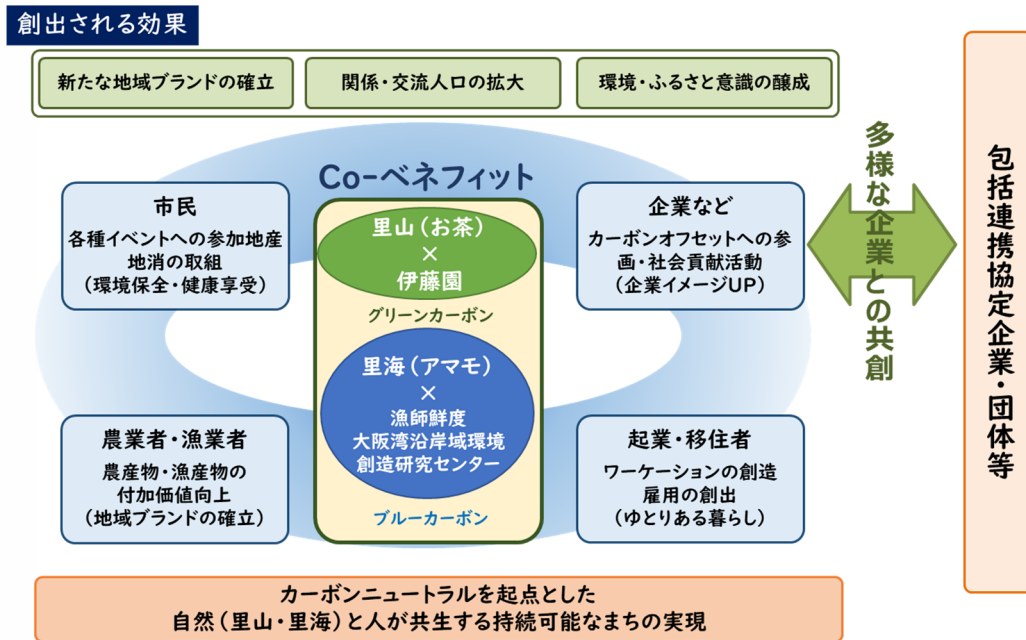 創出される効果
新たな地域ブランドの確立
関係・交流人口の拡大
環境・ふるさと意識の醸成
Co-ベネフィット
市民
各種イベントへの参加地産
地消の取組
（環境保全・健康享受）
里山（お茶）
×
伊藤園
グリーンカーボン
里海（アマモ）
×
漁師鮮度
大阪湾沿岸域環境
創造研究センター
ブルーカーボン
企業など
カーボンオフセットへの参
画・社会貢献活動
（企業イメージUP）
農業者・漁業者
農産物・漁産物の
付加価値向上
（地域ブランドの確立）
起業・移住者
ワーケーションの創造
雇用の創出
（ゆとりある暮らし）
多様な企業との共創
包括連携協定企業・団体等
カーボンニュートラルを起点とした
自然（里山・里海）と人が共生する持続可能なまちの実現